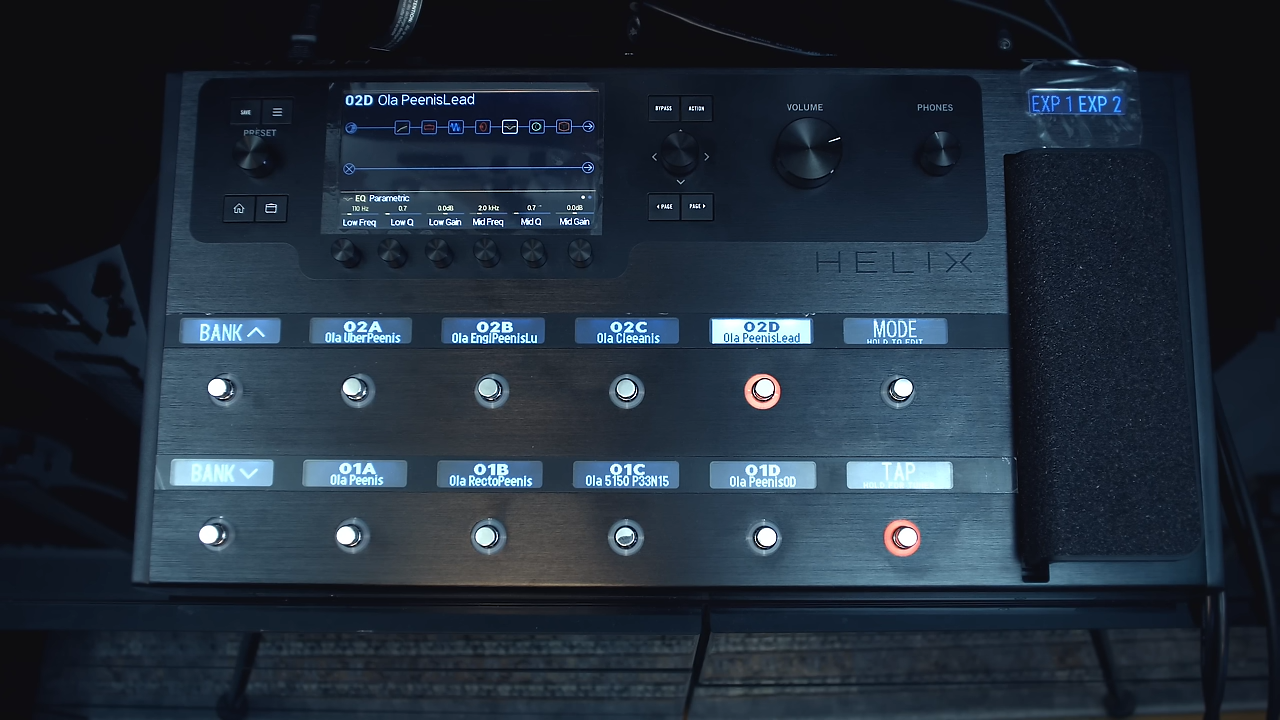 EXP 1 EXP 2
02D Ola PeenisLead
SAVE
PRESET
BYPASS ACTION
VOLUME
PHONES
EQ Parametric
110 Hz 0.7 0.0dB 2.0 kHz 0.7 0.0dB
Low Freq Low Q Low Gain Mid Freq Mid Q Mid Gain
PAGE PAGE
HELIX
BANK 02A 02B 02C 02D MODE
Ola UberPeenis Ola EnglPeenisLu Ola Cleeanis Ola PeenisLead HOLD TO EDIT
BANK 01A 01B 01C 01D TAP
Ola Peenis Ola RectoPeenis Ola 5150 P33N15 Ola PeenisOD